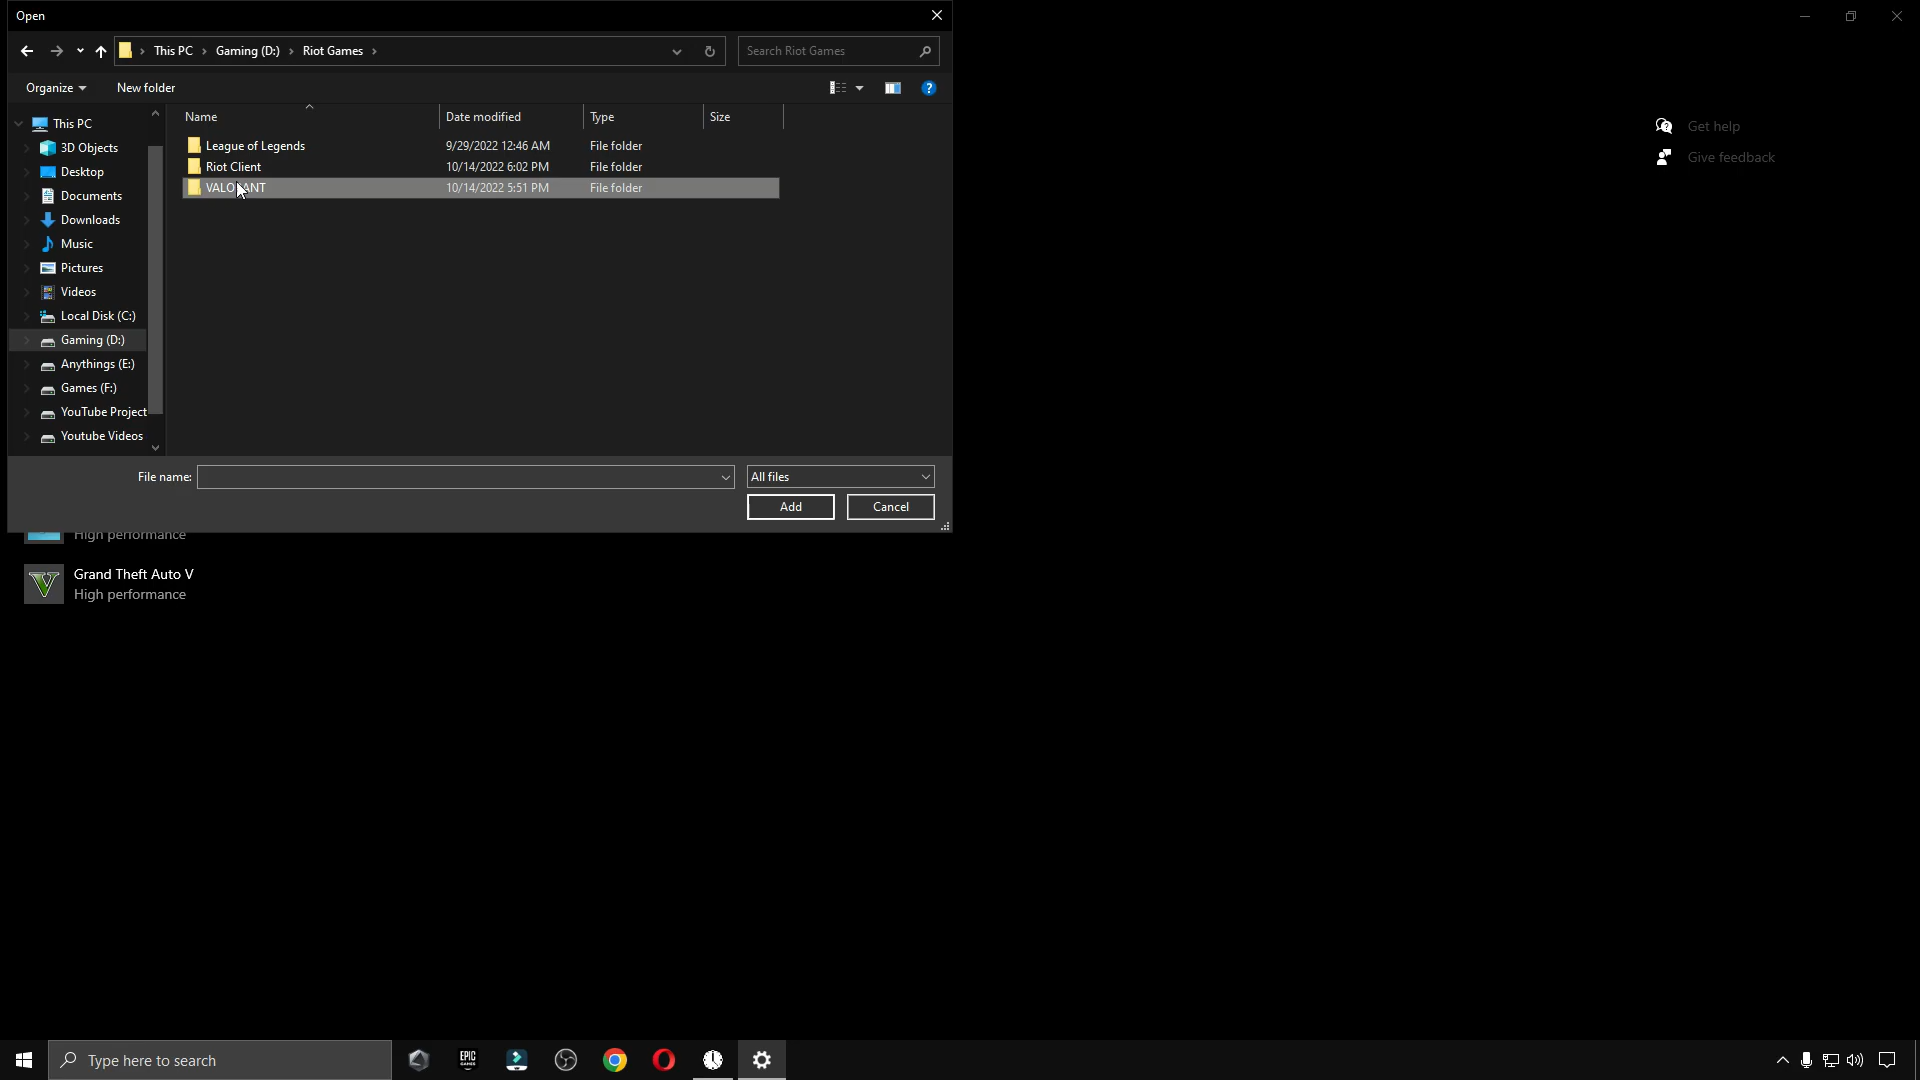 Open
This PC > Gaming (D:) > Riot Games >
Search Riot Games
Organize
New folder
Name
Date modified
Type
Size
This PC
3D Objects
Desktop
Documents
Downloads
Music
Pictures
Videos
Local Disk (C:)
Gaming (D:)
Anythings (E:)
Games (F:)
YouTube Project
Youtube Videos
League of Legends 9/29/2022 12:46 AM File folder
Riot Client 10/14/2022 6:02 PM File folder
VALORANT 10/14/2022 5:51 PM File folder
File name:
All files
Add
Cancel
Get help
Give feedback
High performance
Grand Theft Auto V
High performance
Type here to search
EPIC
GAMES